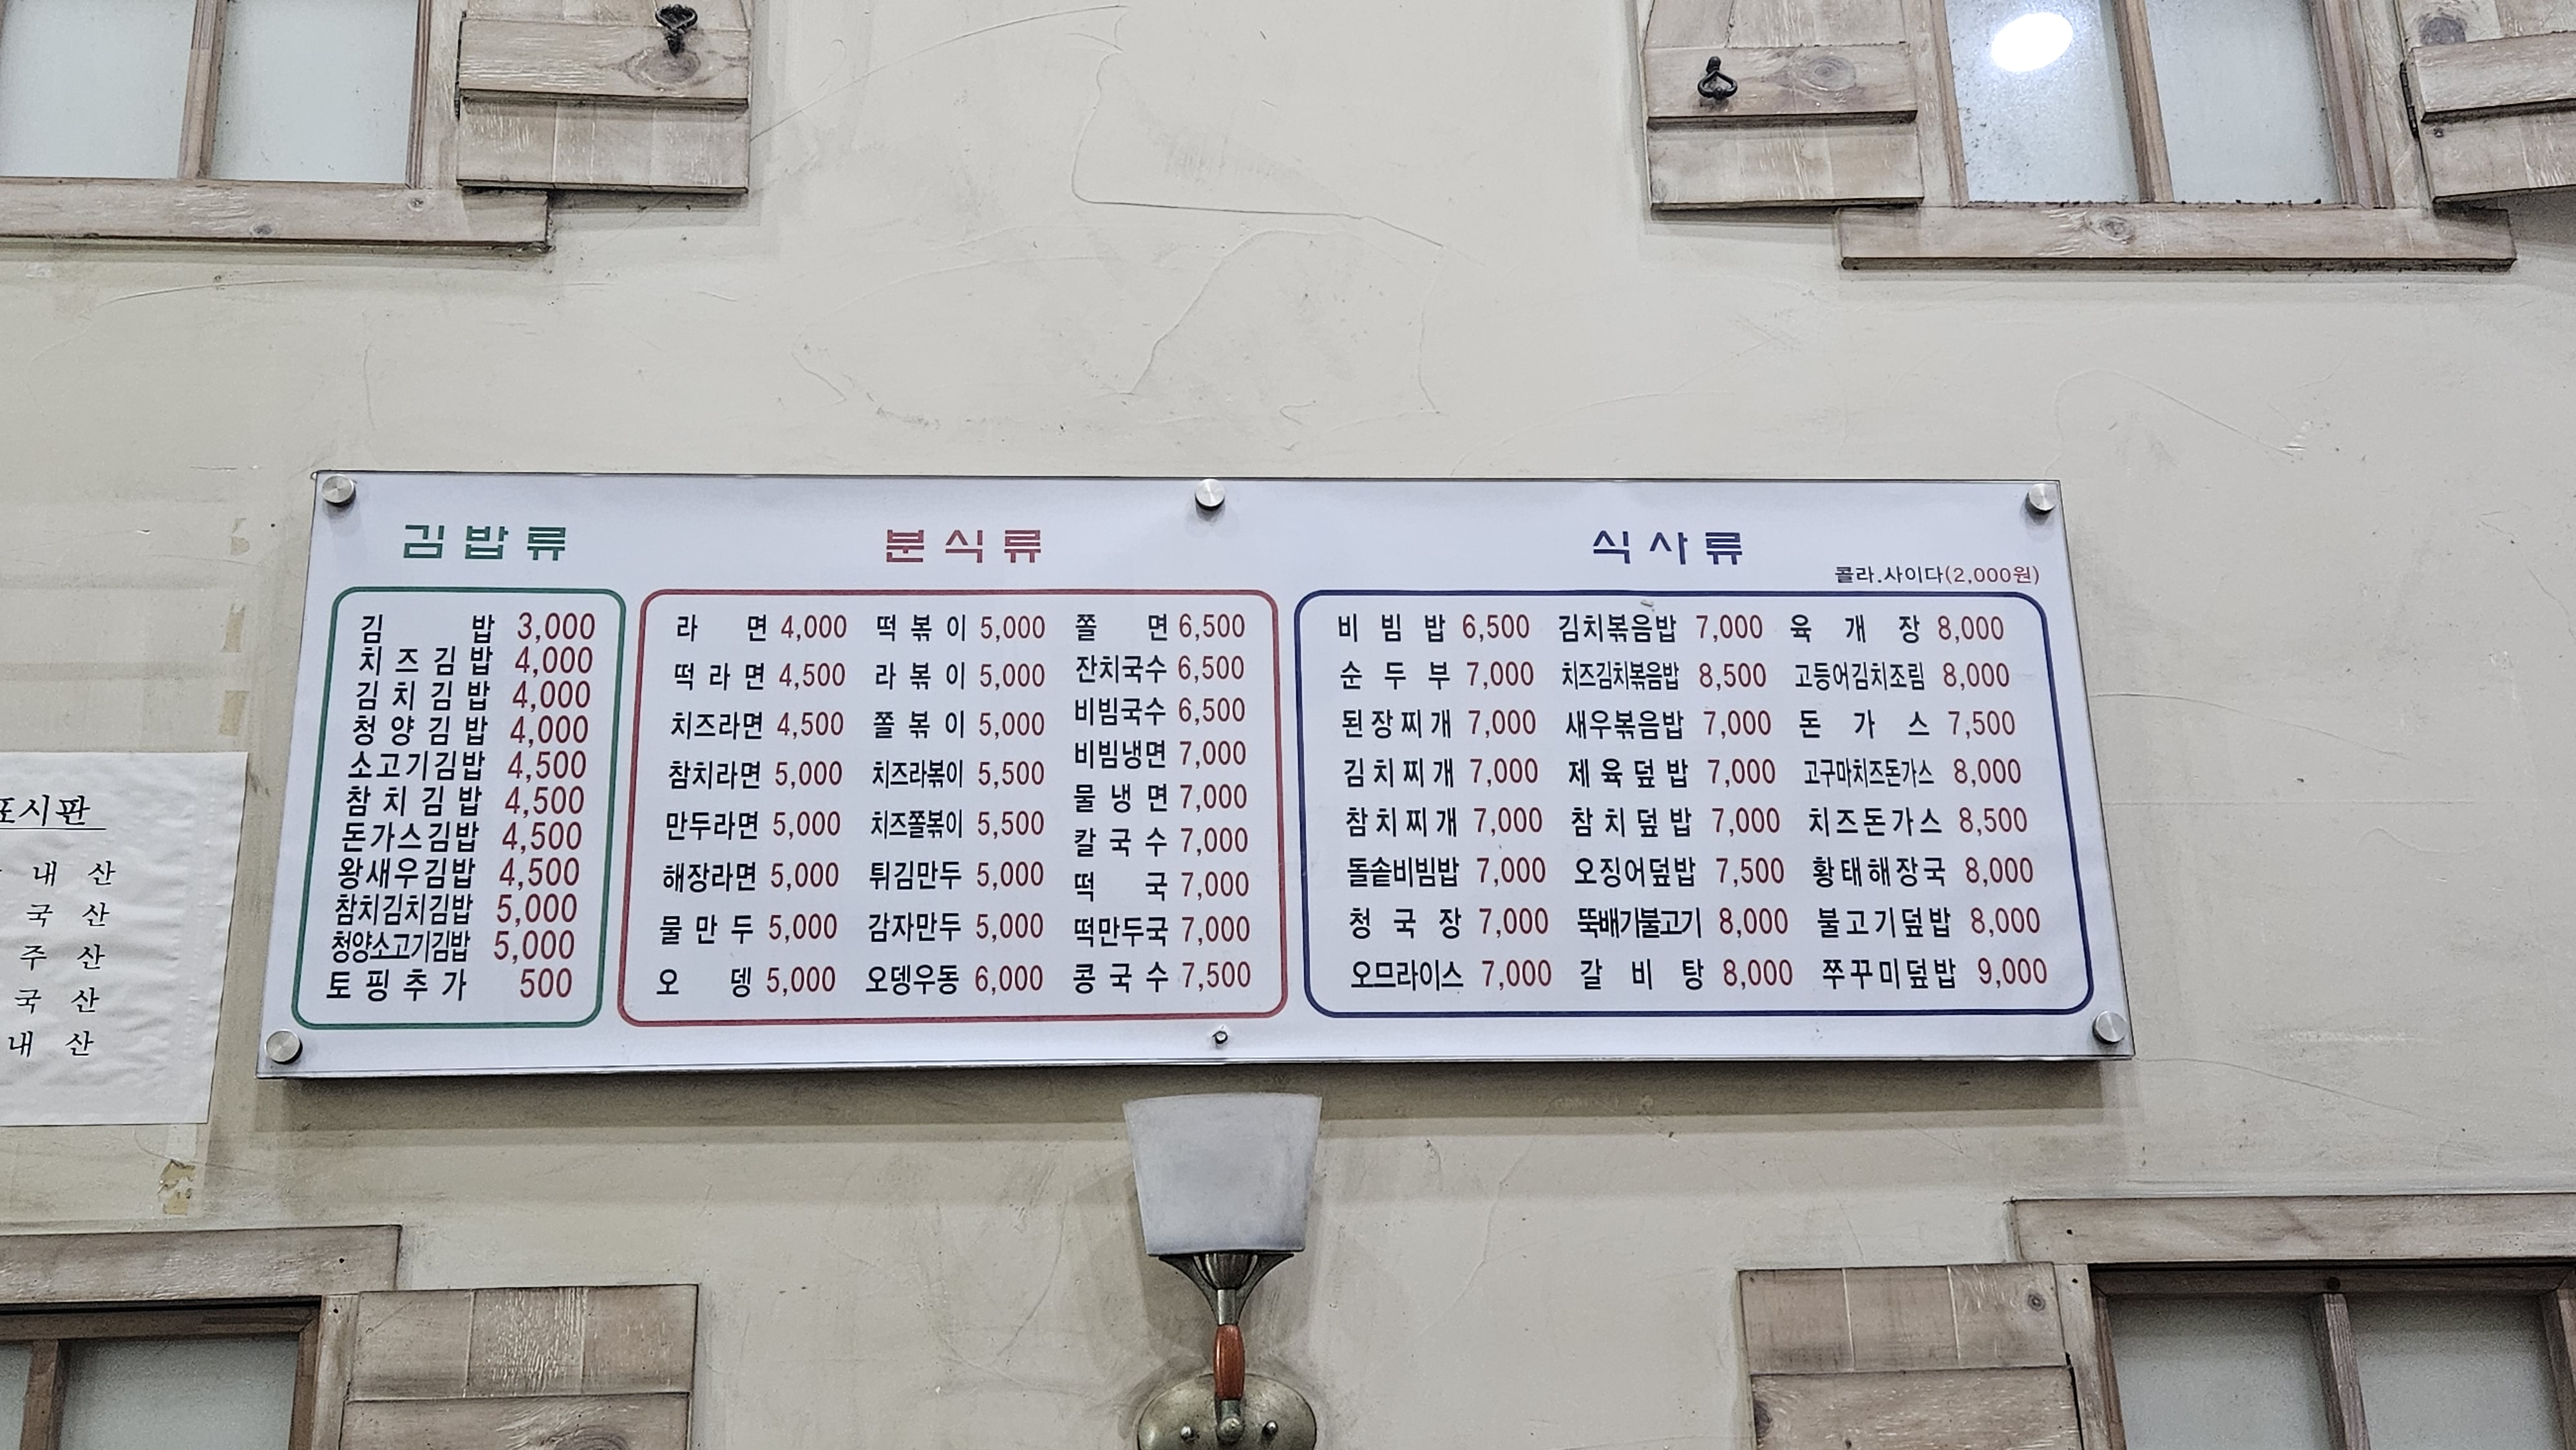 김밥류
김 밥 3,000
치즈김밥 4,000
김치김밥 4,000
청양김밥 4,000
소고기김밥 4,500
참치김밥 4,500
돈가스김밥 4,500
왕새우김밥 4,500
참치김치김밥 5,000
청양소고기김밥 5,000
토핑추가 500
분식류
라 면 4,000
떡라면 4,500
치즈라면 4,500
참치라면 5,000
만두라면 5,000
해장라면 5,000
물만두 5,000
오 뎅 5,000
떡볶이 5,000
라볶이 5,000
쫄볶이 5,000
치즈라볶이 5,500
치즈쫄볶이 5,500
튀김만두 5,000
감자만두 5,000
오뎅우동 6,000
쫄 면 6,500
잔치국수 6,500
비빔국수 6,500
비빔냉면 7,000
물냉면 7,000
칼국수 7,000
떡 국 7,000
떡만두국 7,000
콩국수 7,500
식사류
콜라.사이다(2,000원)
비빔밥 6,500
순두부 7,000
된장찌개 7,000
김치찌개 7,000
참치찌개 7,000
돌솥비빔밥 7,000
청국장 7,000
오므라이스 7,000
김치볶음밥 7,000
치즈김치볶음밥 8,500
새우볶음밥 7,000
제육덮밥 7,000
참치덮밥 7,000
오징어덮밥 7,500
뚝배기불고기 8,000
갈비탕 8,000
육개장 8,000
고등어김치조림 8,000
돈가스 7,500
고구마치즈돈가스 8,000
치즈돈가스 8,500
황태해장국 8,000
불고기덮밥 8,000
쭈꾸미덮밥 9,000
표시판
내 산
국 산
주 산
국 산
내 산